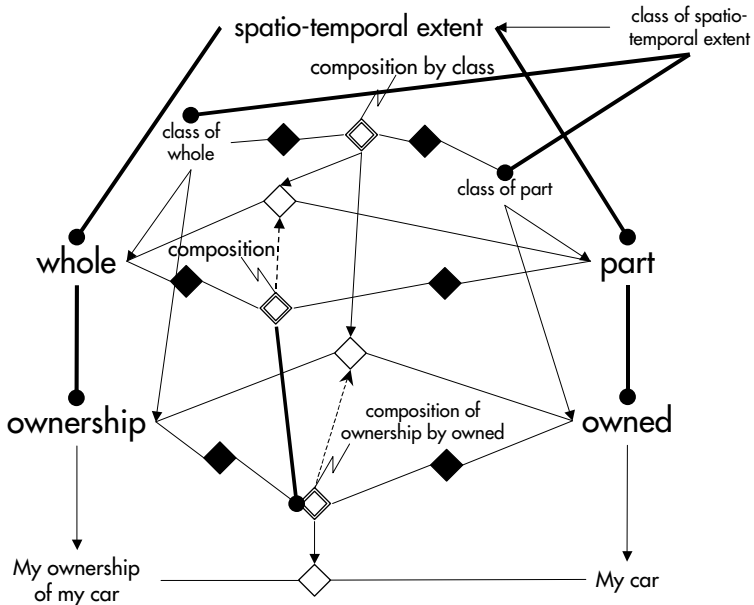 spatio-temporal extent
class of spatio-
temporal extent
composition by class
class of
whole
class of part
composition
whole
part
ownership
composition of
ownership by owned
owned
My ownership
of my car
My car